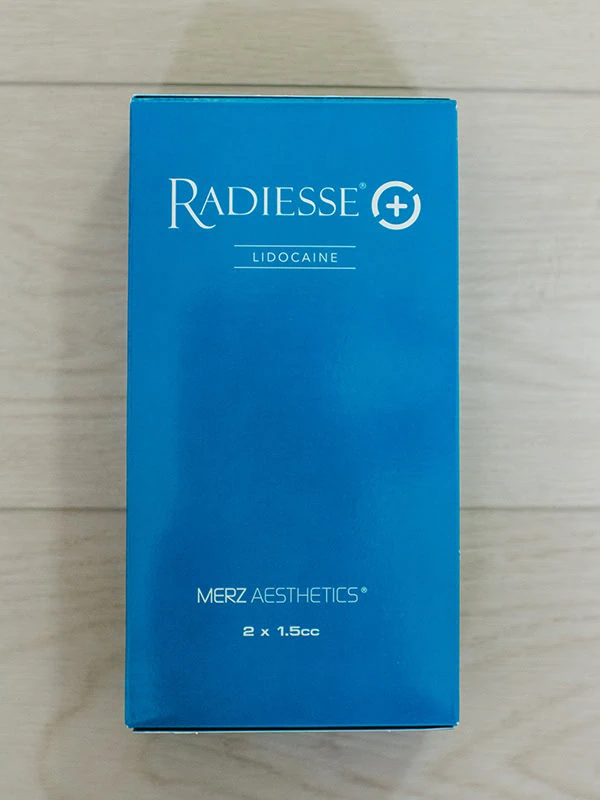 RADIESSE® +
LIDOCAINE
MERZ AESTHETICS®
2 x 1.5cc